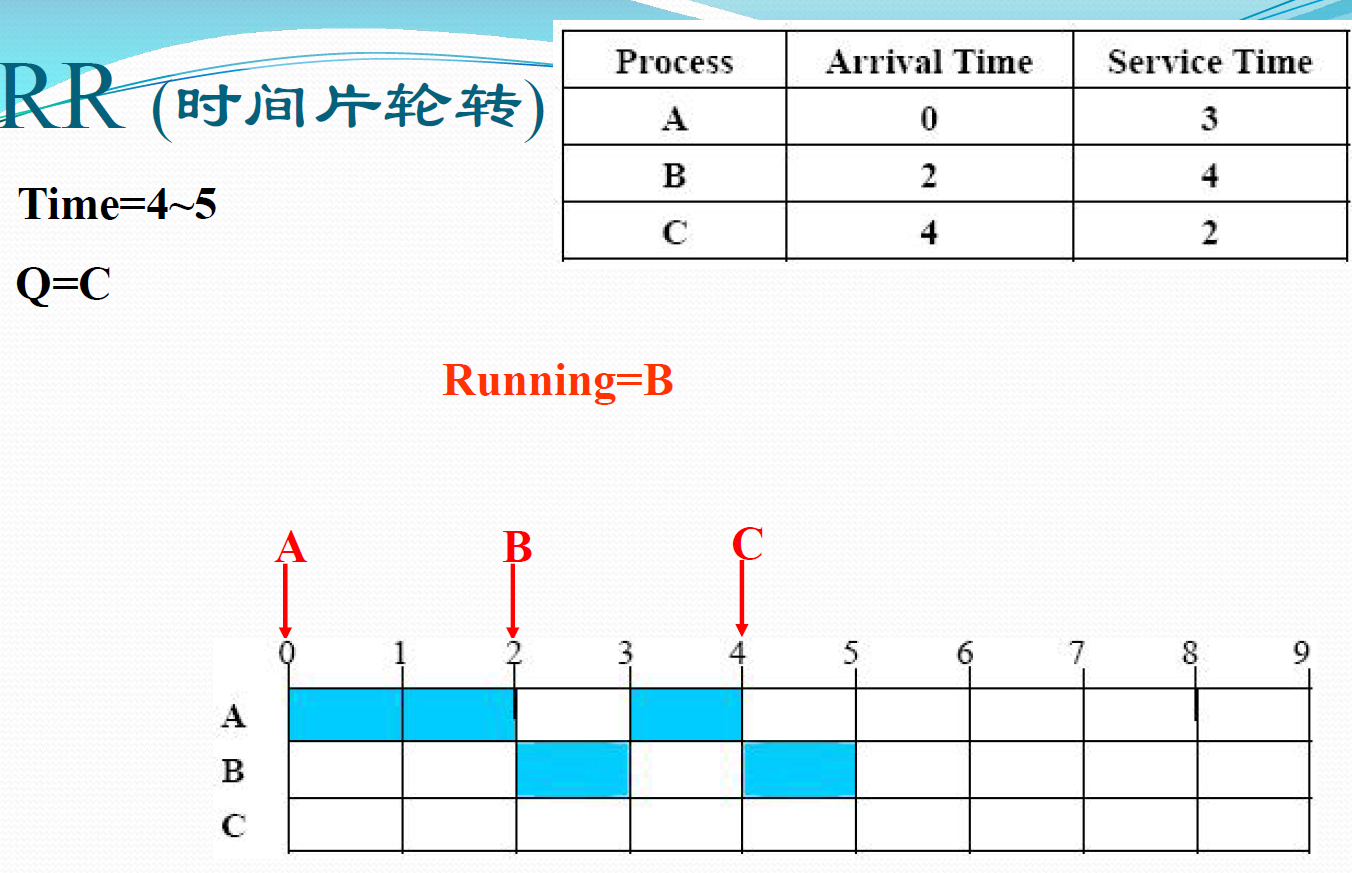 RR (时间片轮转)
Time=4~5
Q=C
Process Arrival Time Service Time
A 0 3
B 2 4
C 4 2
Running=B
A B C
0 1 2 3 4 5 6 7 8 9
A
B
C